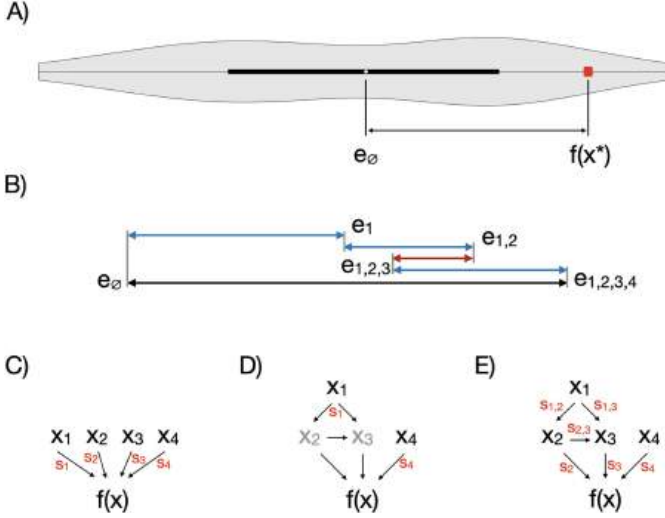 A)
e∅ f(x*)
B)
e1
e1,2
e1,2,3
e∅ e1,2,3,4
C) D) E)
x1 x2 x3 x4
s1 s2 s3 s4
f(x)
x1
s1
x2 x3 x4
s4
f(x)
x1
s1,2 s1,3
s2,3
x2 x3 x4
s2 s3 s4
f(x)